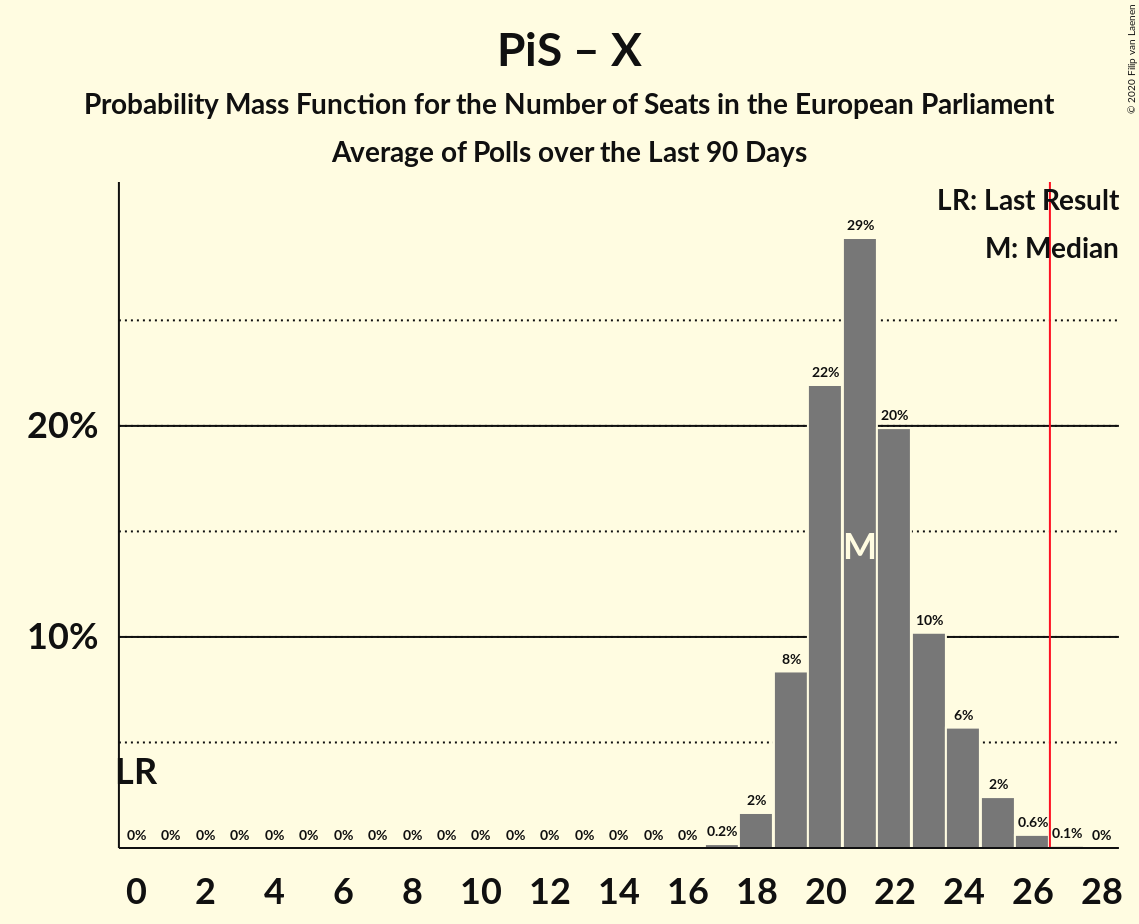 PiS – X
Probability Mass Function for the Number of Seats in the European Parliament
Average of Polls over the Last 90 Days
© 2020 Filip van Laenen
LR: Last Result
M: Median
29%
22%
20%
20%
M
10%
10%
8%
6%
LR
2%
2%
0% 0% 0% 0% 0% 0% 0% 0% 0% 0% 0% 0% 0% 0% 0% 0% 0% 0.2% 0.6% 0.1% 0%
0 2 4 6 8 10 12 14 16 18 20 22 24 26 28